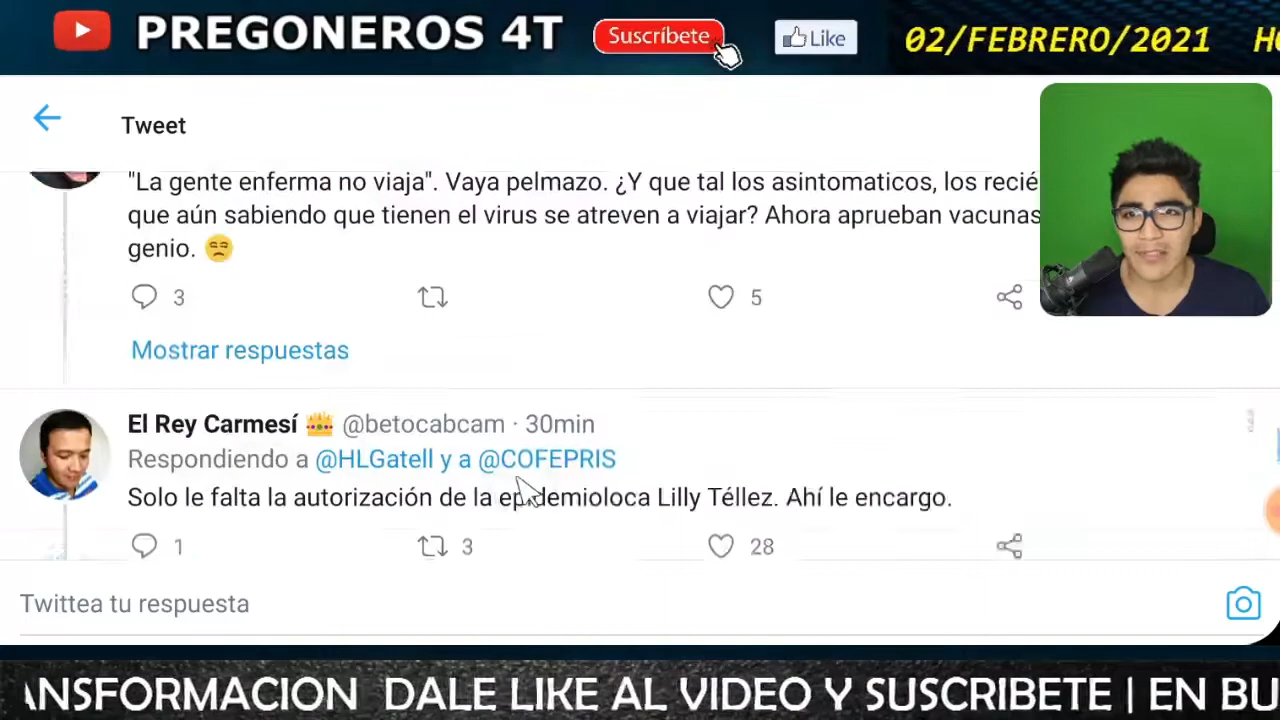 PREGONEROS 4T
Suscríbete
Like
02/FEBRERO/2021
Tweet
"La gente enferma no viaja". Vaya pelmazo. ¿Y que tal los asintomaticos, los
que aún sabiendo que tienen el virus se atreven a viajar? Ahora aprueban vacunas
genio. 😒
3
5
Mostrar respuestas
El Rey Carmesí 👑 @betocabcam · 30min
Respondiendo a @HLGatell y a @COFEPRIS
Solo le falta la autorización de la epidemioloca Lilly Téllez. Ahí le encargo.
1
3
28
Twittea tu respuesta
ANSFORMACION DALE LIKE AL VIDEO Y SUSCRIBETE | EN BU